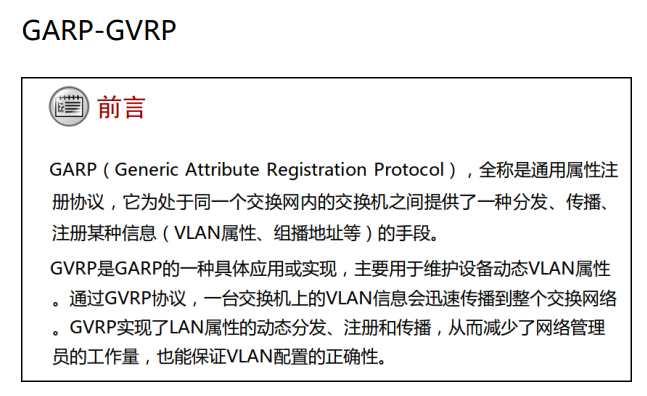 GARP-GVRP
前言
GARP（Generic Attribute Registration Protocol），全称是通用属性注
册协议，它为处于同一个交换网内的交换机之间提供了一种分发、传播、
注册某种信息（VLAN属性、组播地址等）的手段。
GVRP是GARP的一种具体应用或实现，主要用于维护设备动态VLAN属性
。通过GVRP协议，一台交换机上的VLAN信息会迅速传播到整个交换网络
。GVRP实现了LAN属性的动态分发、注册和传播，从而减少了网络管理
员的工作量，也能保证VLAN配置的正确性。